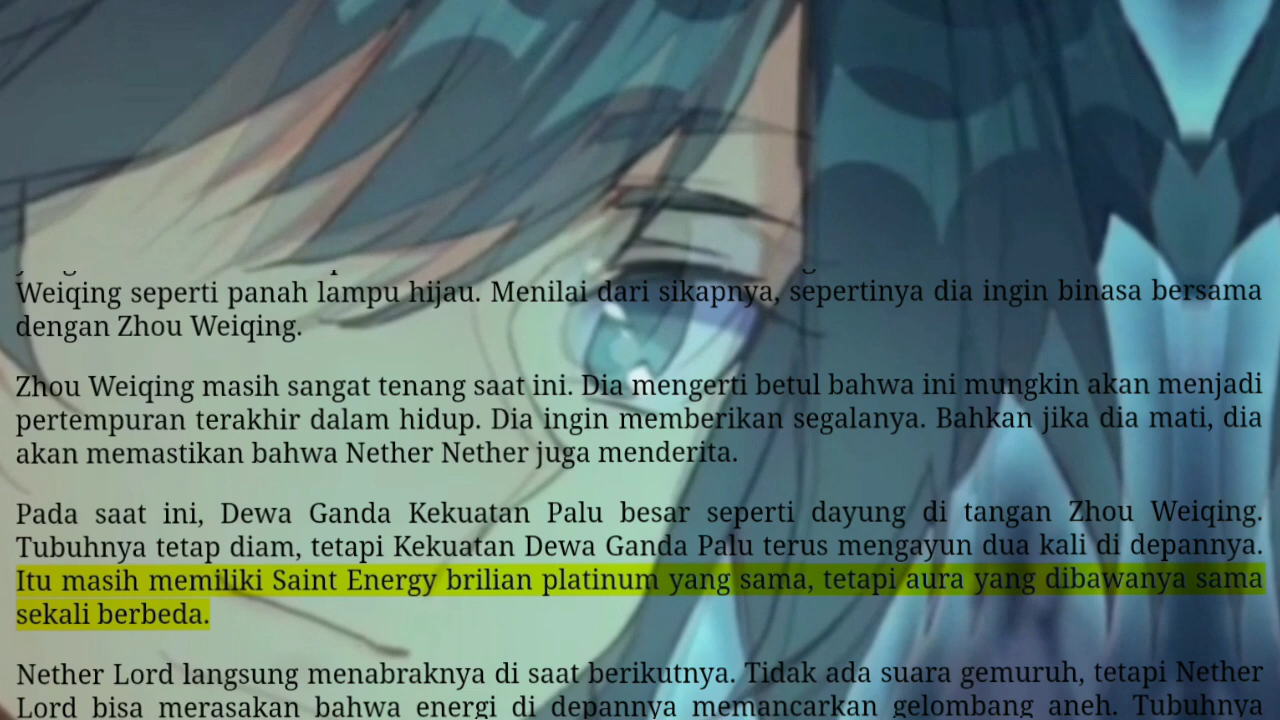 Weiqing seperti panah lampu hijau. Menilai dari sikapnya, sepertinya dia ingin binasa bersama
dengan Zhou Weiqing.
Zhou Weiqing masih sangat tenang saat ini. Dia mengerti betul bahwa ini mungkin akan menjadi
pertempuran terakhir dalam hidup. Dia ingin memberikan segalanya. Bahkan jika dia mati, dia
akan memastikan bahwa Nether Nether juga menderita.
Pada saat ini, Dewa Ganda Kekuatan Palu besar seperti dayung di tangan Zhou Weiqing.
Tubuhnya tetap diam, tetapi Kekuatan Dewa Ganda Palu terus mengayun dua kali di depannya.
Itu masih memiliki Saint Energy brilian platinum yang sama, tetapi aura yang dibawanya sama
sekali berbeda.
Nether Lord langsung menabraknya di saat berikutnya. Tidak ada suara gemuruh, tetapi Nether
Lord bisa merasakan bahwa energi di depannya memancarkan gelombang aneh. Tubuhnya